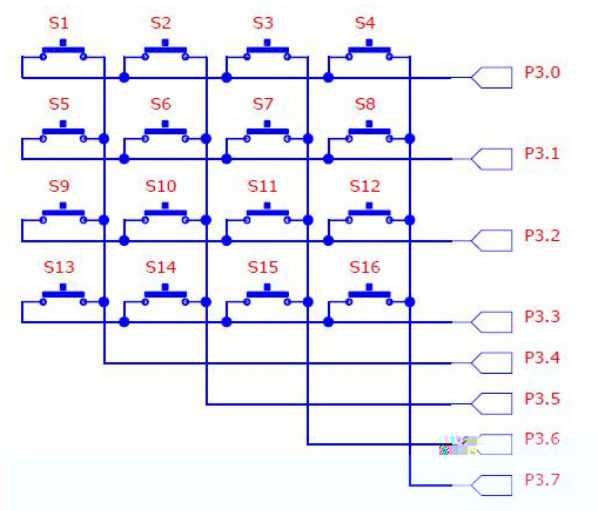 S1 S2 S3 S4
P3.0
S5 S6 S7 S8
P3.1
S9 S10 S11 S12
P3.2
S13 S14 S15 S16
P3.3
P3.4
P3.5
P3.6
P3.7